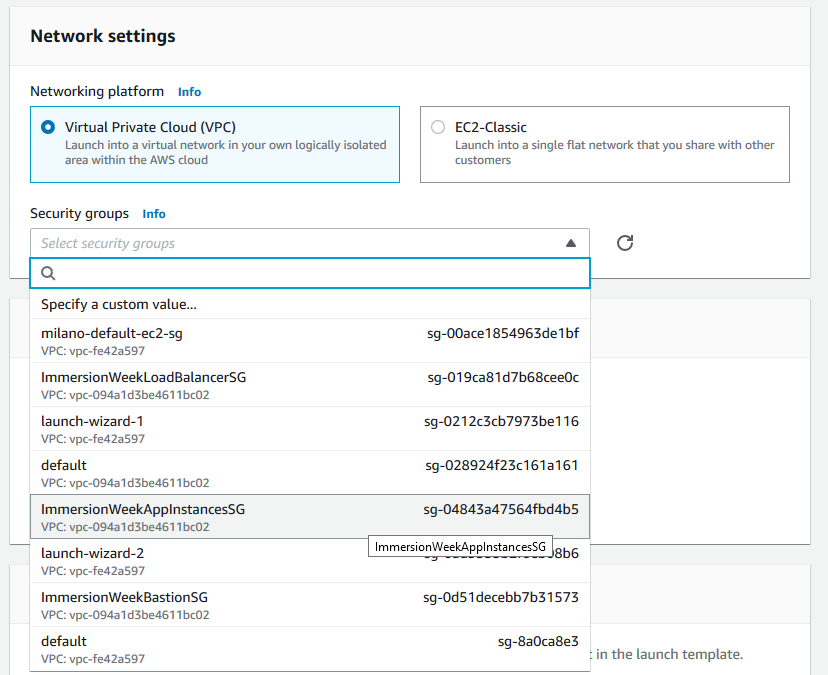 Network settings
Networking platform Info
Virtual Private Cloud (VPC)
Launch into a virtual network in your own logically isolated
area within the AWS cloud
EC2-Classic
Launch into a single flat network that you share with other
customers
Security groups Info
Select security groups
Specify a custom value...
milano-default-ec2-sg sg-00ace1854963de1bf
VPC: vpc-fe42a597
ImmersionWeekLoadBalancerSG sg-019ca81d7b68cee0c
VPC: vpc-094a1d3be4611bc02
launch-wizard-1 sg-0212c3cb7973be116
VPC: vpc-fe42a597
default sg-028924f23c161a161
VPC: vpc-094a1d3be4611bc02
ImmersionWeekAppInstancesSG sg-04843a47564fbd4b5
VPC: vpc-094a1d3be4611bc02
ImmersionWeekAppInstancesSG
launch-wizard-2
VPC: vpc-fe42a597
ImmersionWeekBastionSG sg-0d51decebb7b31573
VPC: vpc-094a1d3be4611bc02
default sg-8a0ca8e3
VPC: vpc-fe42a597
in the launch template.